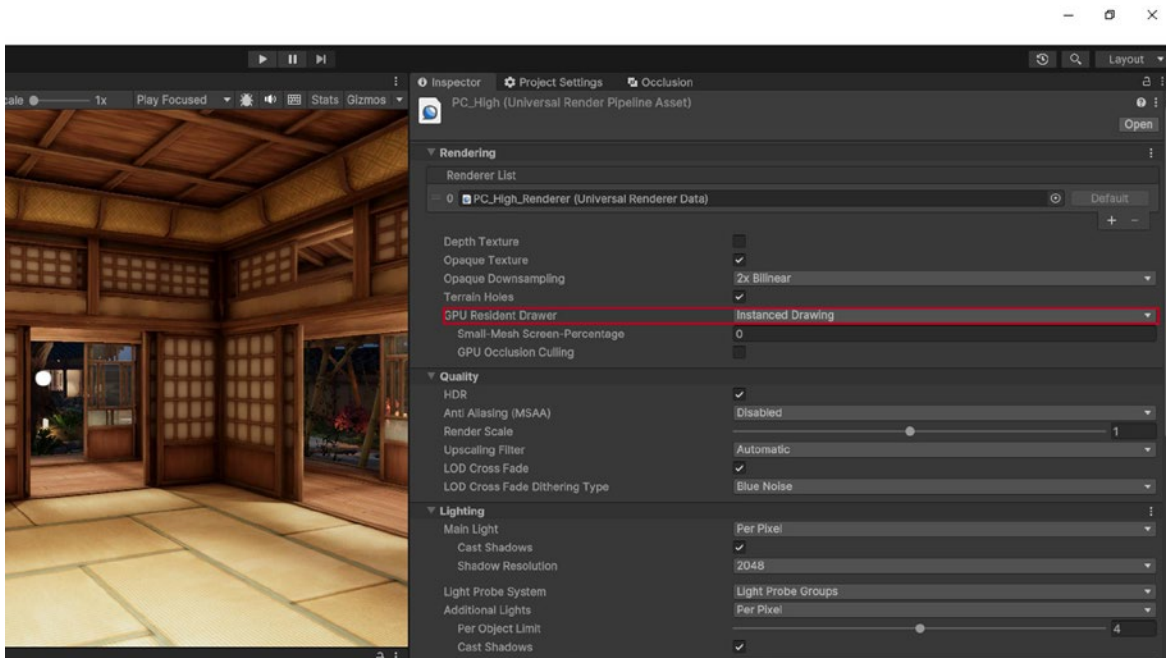 Layout
Inspector Project Settings Occlusion
cale 1x Play Focused Stats Gizmos
PC_High (Universal Render Pipeline Asset)
Open
Rendering
Renderer List
0 PC_High_Renderer (Universal Renderer Data) Default
+ −
Depth Texture
Opaque Texture
Opaque Downsampling 2x Bilinear
Terrain Holes
GPU Resident Drawer Instanced Drawing
Small-Mesh Screen-Percentage 0
GPU Occlusion Culling
Quality
HDR
Anti Aliasing (MSAA) Disabled
Render Scale 1
Upscaling Filter Automatic
LOD Cross Fade
LOD Cross Fade Dithering Type Blue Noise
Lighting
Main Light Per Pixel
Cast Shadows
Shadow Resolution 2048
Light Probe System Light Probe Groups
Additional Lights Per Pixel
Per Object Limit 4
Cast Shadows